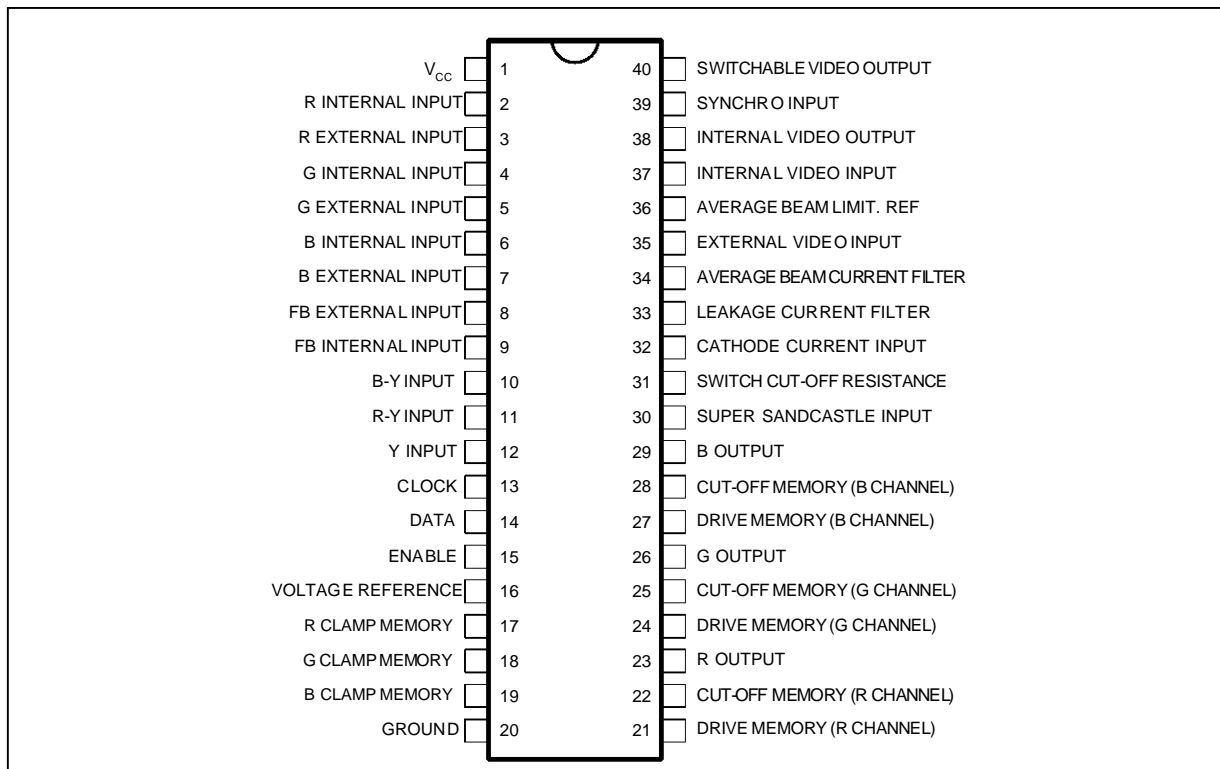 VCC 1 40 SWITCHABLE VIDEO OUTPUT
R INTERNAL INPUT 2 39 SYNCHRO INPUT
R EXTERNAL INPUT 3 38 INTERNAL VIDEO OUTPUT
G INTERNAL INPUT 4 37 INTERNAL VIDEO INPUT
G EXTERNAL INPUT 5 36 AVERAGE BEAM LIMIT. REF
B INTERNAL INPUT 6 35 EXTERNAL VIDEO INPUT
B EXTERNAL INPUT 7 34 AVERAGE BEAM CURRENT FILTER
FB EXTERNAL INPUT 8 33 LEAKAGE CURRENT FILTER
FB INTERNAL INPUT 9 32 CATHODE CURRENT INPUT
B-Y INPUT 10 31 SWITCH CUT-OFF RESISTANCE
R-Y INPUT 11 30 SUPER SANDCASTLE INPUT
Y INPUT 12 29 B OUTPUT
CLOCK 13 28 CUT-OFF MEMORY (B CHANNEL)
DATA 14 27 DRIVE MEMORY (B CHANNEL)
ENABLE 15 26 G OUTPUT
VOLTAGE REFERENCE 16 25 CUT-OFF MEMORY (G CHANNEL)
R CLAMP MEMORY 17 24 DRIVE MEMORY (G CHANNEL)
G CLAMP MEMORY 18 23 R OUTPUT
B CLAMP MEMORY 19 22 CUT-OFF MEMORY (R CHANNEL)
GROUND 20 21 DRIVE MEMORY (R CHANNEL)